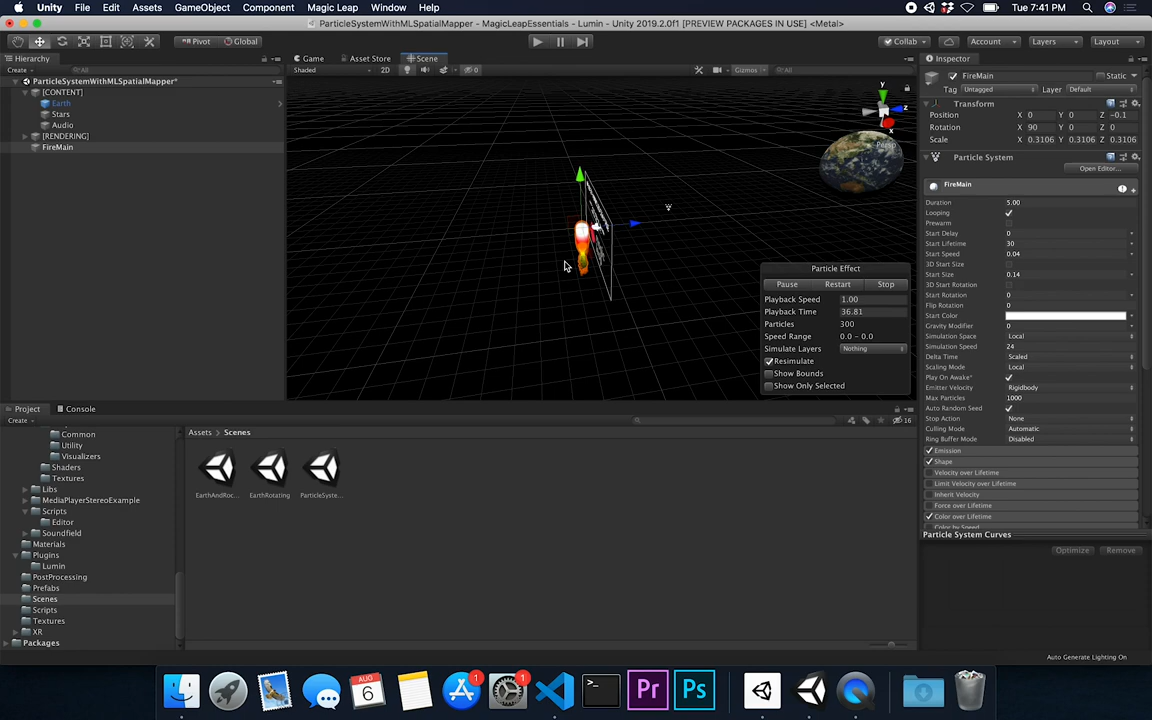 Unity File Edit Assets GameObject Component Magic Leap Window Help Tue 7:41 PM
ParticleSystemWithMLSpatialMapper - MagicLeapEssentials - Lumin - Unity 2019.2.0f1 [PREVIEW PACKAGES IN USE] <Metal>
Pivot Global Collab Account Layers Layout
Hierarchy
Create All
ParticleSystemWithMLSpatialMapper*
[CONTENT]
Earth
Stars
Audio
[RENDERING]
FireMain
Game Asset Store Scene
Shaded 2D 0 Gizmos All
y
z
x
Persp
Particle Effect
Pause Restart Stop
Playback Speed 1.00
Playback Time 36.81
Particles 300
Speed Range 0.0 - 0.0
Simulate Layers Nothing
Resimulate
Show Bounds
Show Only Selected
Inspector
FireMain Static
Tag Untagged Layer Default
Transform
Position X 0 Y 0 Z -0.1
Rotation X 90 Y 0 Z 0
Scale X 0.3106 Y 0.3106 Z 0.3106
Particle System
Open Editor...
FireMain
Duration 5.00
Looping
Prewarm
Start Delay 0
Start Lifetime 30
Start Speed 0.04
3D Start Size
Start Size 0.14
3D Start Rotation
Start Rotation 0
Flip Rotation 0
Start Color
Gravity Modifier 0
Simulation Space Local
Simulation Speed 24
Delta Time Scaled
Scaling Mode Local
Play On Awake*
Emitter Velocity Rigidbody
Max Particles 1000
Auto Random Seed
Stop Action None
Culling Mode Automatic
Ring Buffer Mode Disabled
Emission
Shape
Velocity over Lifetime
Limit Velocity over Lifetime
Inherit Velocity
Force over Lifetime
Color over Lifetime
Color by Speed
Particle System Curves
Optimize Remove
Project Console
Create 16
Common
Utility
Visualizers
Shaders
Textures
Libs
MediaPlayerStereoExample
Scripts
Editor
Soundfield
Materials
Plugins
Lumin
PostProcessing
Prefabs
Scenes
Scripts
Textures
XR
Packages
Assets Scenes
EarthAndRoc... EarthRotating ParticleSyste...
Auto Generate Lighting On
AUG
6
1
1
Pr
Ps